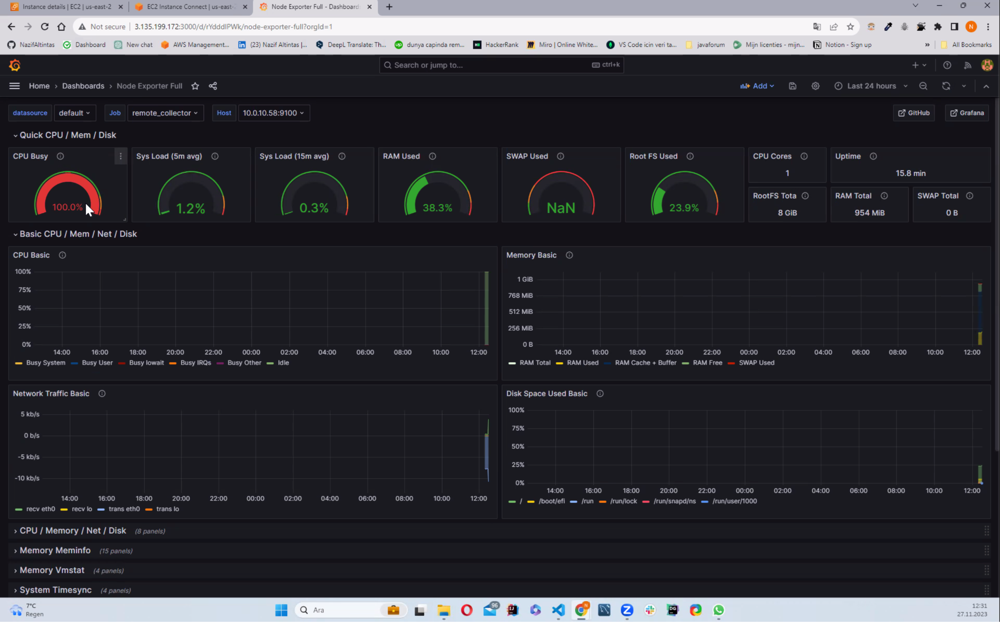 Instance details | EC2 | us-east-2
EC2 Instance Connect | us-east-2
Node Exporter Full - Dashboard
Not secure
3.135.199.172:3000/d/rYdddlPWk/node-exporter-full?orgId=1
N
NazifAltintas
Dashboard
New chat
AWS Management...
(23) Nazif Altintas |...
DeepL Translate: Th...
dunya capinda rem...
HackerRank
Miro | Online White...
VS Code icin veri ta...
javaforum
Mijn licenties - mijn...
Notion - Sign up
All Bookmarks
Search or jump to...
ctrl+k
Home › Dashboards › Node Exporter Full
Add
Last 24 hours
datasource
default
Job
remote_collector
Host
10.0.10.58:9100
GitHub
Grafana
Quick CPU / Mem / Disk
CPU Busy
100.0%
Sys Load (5m avg)
1.2%
Sys Load (15m avg)
0.3%
RAM Used
38.3%
SWAP Used
NaN
Root FS Used
23.9%
CPU Cores
1
Uptime
15.8 min
RootFS Tota
8 GiB
RAM Total
954 MiB
SWAP Total
0 B
Basic CPU / Mem / Net / Disk
CPU Basic
100%
75%
50%
25%
0%
14:00 16:00 18:00 20:00 22:00 00:00 02:00 04:00 06:00 08:00 10:00 12:00
Busy System Busy User Busy Iowait Busy IRQs Busy Other Idle
Memory Basic
1 GiB
768 MiB
512 MiB
256 MiB
0 B
14:00 16:00 18:00 20:00 22:00 00:00 02:00 04:00 06:00 08:00 10:00 12:00
RAM Total RAM Used RAM Cache + Buffer RAM Free SWAP Used
Network Traffic Basic
5 kb/s
0 b/s
-5 kb/s
-10 kb/s
14:00 16:00 18:00 20:00 22:00 00:00 02:00 04:00 06:00 08:00 10:00 12:00
recv eth0 recv lo trans eth0 trans lo
Disk Space Used Basic
100%
75%
50%
25%
0%
14:00 16:00 18:00 20:00 22:00 00:00 02:00 04:00 06:00 08:00 10:00 12:00
/ /boot/efi /run /run/lock /run/snapd/ns /run/user/1000
CPU / Memory / Net / Disk (8 panels)
Memory Meminfo (15 panels)
Memory Vmstat (4 panels)
System Timesync (4 panels)
7°C
Regen
Ara
96
12:31
27.11.2023